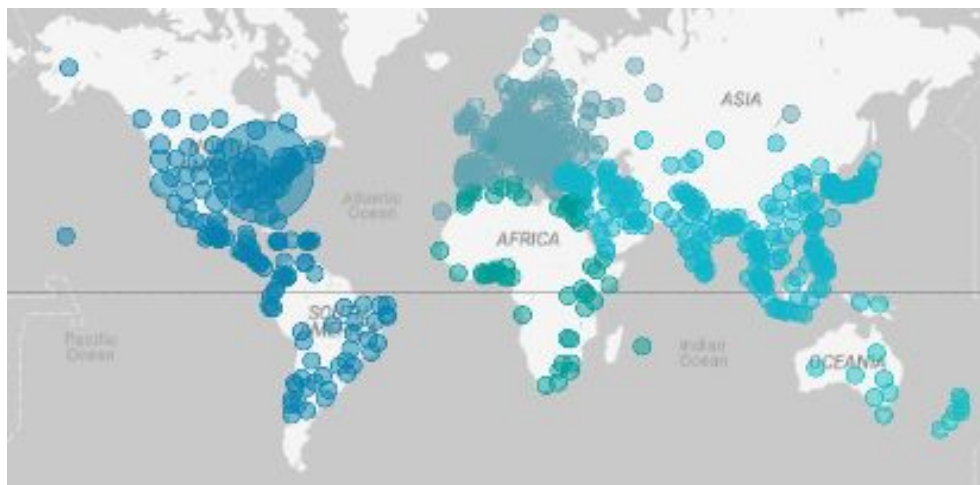 ASIA
Atlantic
Ocean
AFRICA
Pacific
Ocean
Indian
Ocean
OCEANIA